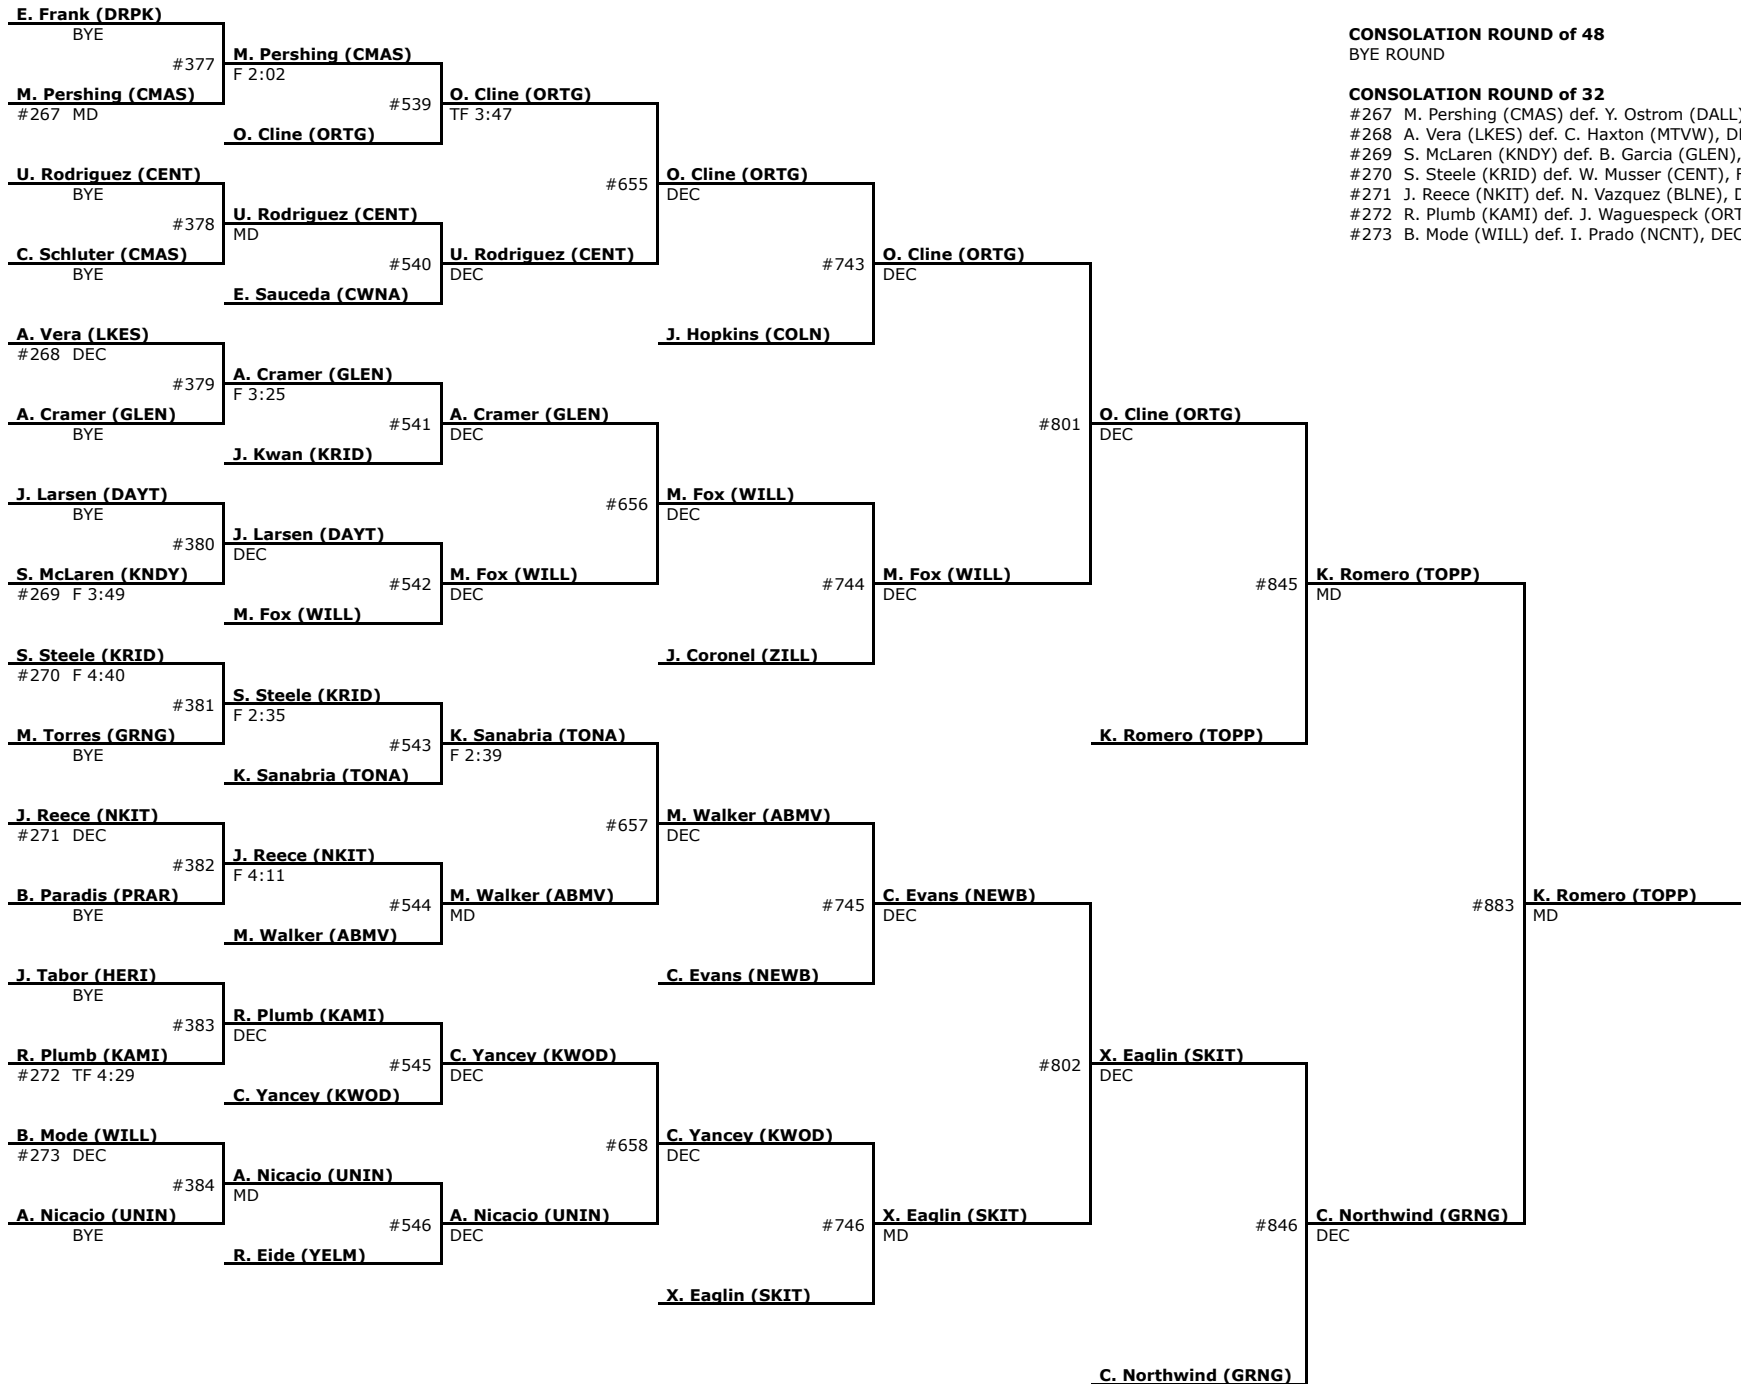 E. Frank (DRPK)
BYE
#377
M. Pershing (CMAS)
#267 MD
M. Pershing (CMAS)
F 2:02
#539
O. Cline (ORTG)
O. Cline (ORTG)
TF 3:47
U. Rodriguez (CENT)
BYE
#378
C. Schluter (CMAS)
BYE
U. Rodriguez (CENT)
MD
#540
E. Sauceda (CWNA)
U. Rodriguez (CENT)
DEC
#655
O. Cline (ORTG)
DEC
#743
J. Hopkins (COLN)
O. Cline (ORTG)
DEC
A. Vera (LKES)
#268 DEC
#379
A. Cramer (GLEN)
BYE
A. Cramer (GLEN)
F 3:25
#541
J. Kwan (KRID)
A. Cramer (GLEN)
DEC
J. Larsen (DAYT)
BYE
#380
S. McLaren (KNDY)
#269 F 3:49
J. Larsen (DAYT)
DEC
#542
M. Fox (WILL)
M. Fox (WILL)
DEC
#656
M. Fox (WILL)
DEC
#744
J. Coronel (ZILL)
M. Fox (WILL)
DEC
#801
O. Cline (ORTG)
DEC
#845
K. Romero (TOPP)
K. Romero (TOPP)
MD
S. Steele (KRID)
#270 F 4:40
#381
M. Torres (GRNG)
BYE
S. Steele (KRID)
F 2:35
#543
K. Sanabria (TONA)
K. Sanabria (TONA)
F 2:39
J. Reece (NKIT)
#271 DEC
#382
B. Paradis (PRAR)
BYE
J. Reece (NKIT)
F 4:11
#544
M. Walker (ABMV)
M. Walker (ABMV)
MD
#657
M. Walker (ABMV)
DEC
#745
C. Evans (NEWB)
C. Evans (NEWB)
DEC
J. Tabor (HERI)
BYE
#383
R. Plumb (KAMI)
#272 TF 4:29
R. Plumb (KAMI)
DEC
#545
C. Yancey (KWOD)
C. Yancey (KWOD)
DEC
B. Mode (WILL)
#273 DEC
#384
A. Nicacio (UNIN)
BYE
A. Nicacio (UNIN)
MD
#546
R. Eide (YELM)
A. Nicacio (UNIN)
DEC
#658
C. Yancey (KWOD)
DEC
#746
X. Eaglin (SKIT)
X. Eaglin (SKIT)
MD
#802
X. Eaglin (SKIT)
DEC
#846
C. Northwind (GRNG)
C. Northwind (GRNG)
DEC
#883
K. Romero (TOPP)
MD
CONSOLATION ROUND of 48
BYE ROUND
CONSOLATION ROUND of 32
#267 M. Pershing (CMAS) def. Y. Ostrom (DALL)
#268 A. Vera (LKES) def. C. Haxton (MTVW),
#269 S. McLaren (KNDY) def. B. Garcia (GLEN),
#270 S. Steele (KRID) def. W. Musser (CENT),
#271 J. Reece (NKIT) def. N. Vazquez (BLNE),
#272 R. Plumb (KAMI) def. J. Waguespeck
#273 B. Mode (WILL) def. I. Prado (NCNT), DEC